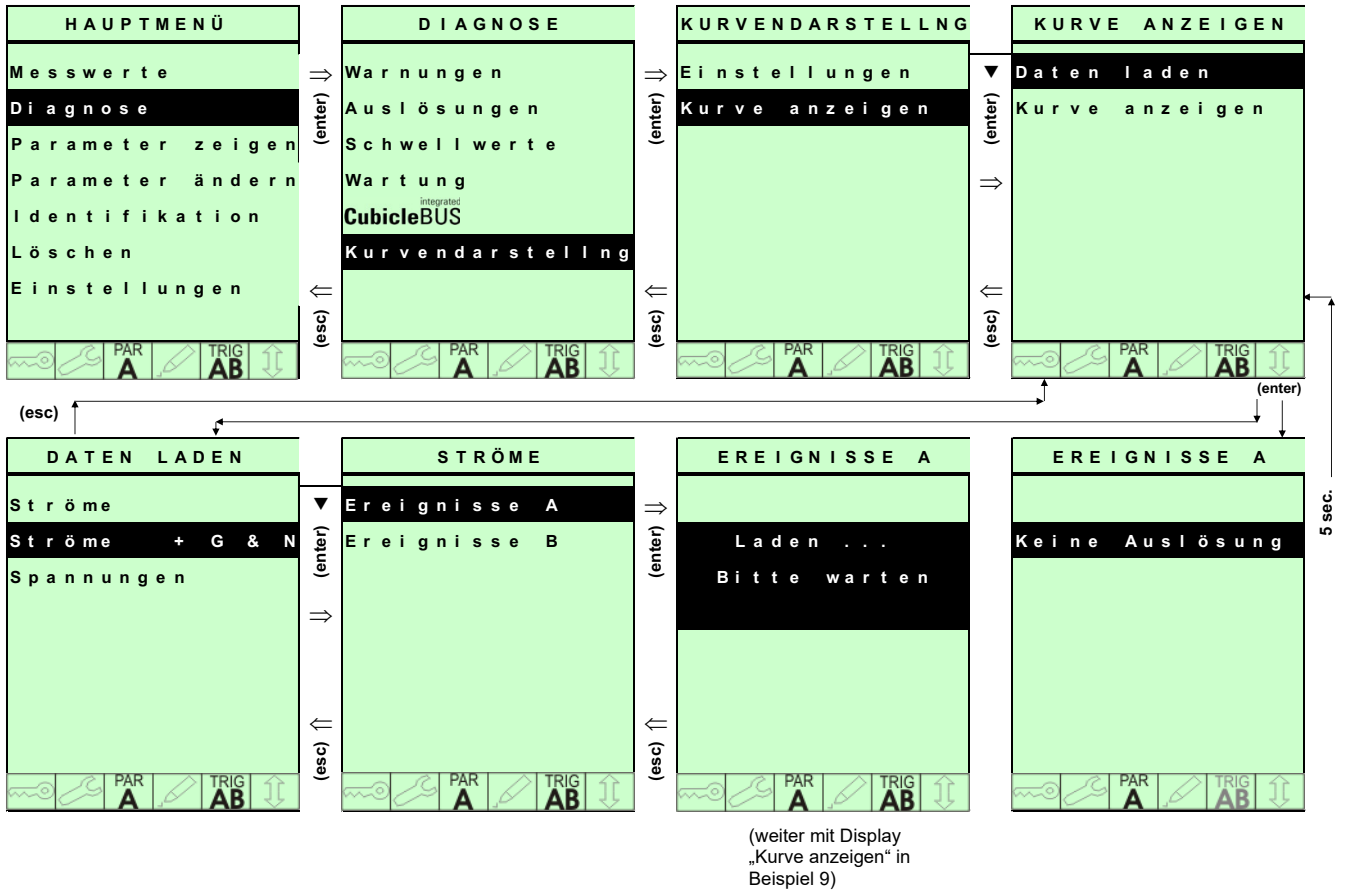 HAUPTMENÜ
Messwerte
Diagnose
Parameter zeigen
Parameter ändern
Identifikation
Löschen
Einstellungen
PAR A TRIG AB
⇒
(enter)
⇐
(esc)
DIAGNOSE
Warnungen
Auslösungen
Schwellwerte
Wartung
integrated
CubicleBUS
Kurvendarstellng
PAR A TRIG AB
⇒
(enter)
⇐
(esc)
KURVENDARSTELLNG
Einstellungen
Kurve anzeigen
PAR A TRIG AB
▼
(enter)
⇒
⇐
(esc)
KURVE ANZEIGEN
Daten laden
Kurve anzeigen
PAR A TRIG AB
(enter)
(esc)
5 sec.
DATEN LADEN
Ströme
Ströme + G & N
Spannungen
PAR A TRIG AB
▼
(enter)
⇒
⇐
(esc)
STRÖME
Ereignisse A
Ereignisse B
PAR A TRIG AB
⇒
(enter)
⇐
(esc)
EREIGNISSE A
Laden ...
Bitte warten
PAR A TRIG AB
(weiter mit Display
„Kurve anzeigen“ in
Beispiel 9)
EREIGNISSE A
Keine Auslösung
PAR A TRIG AB